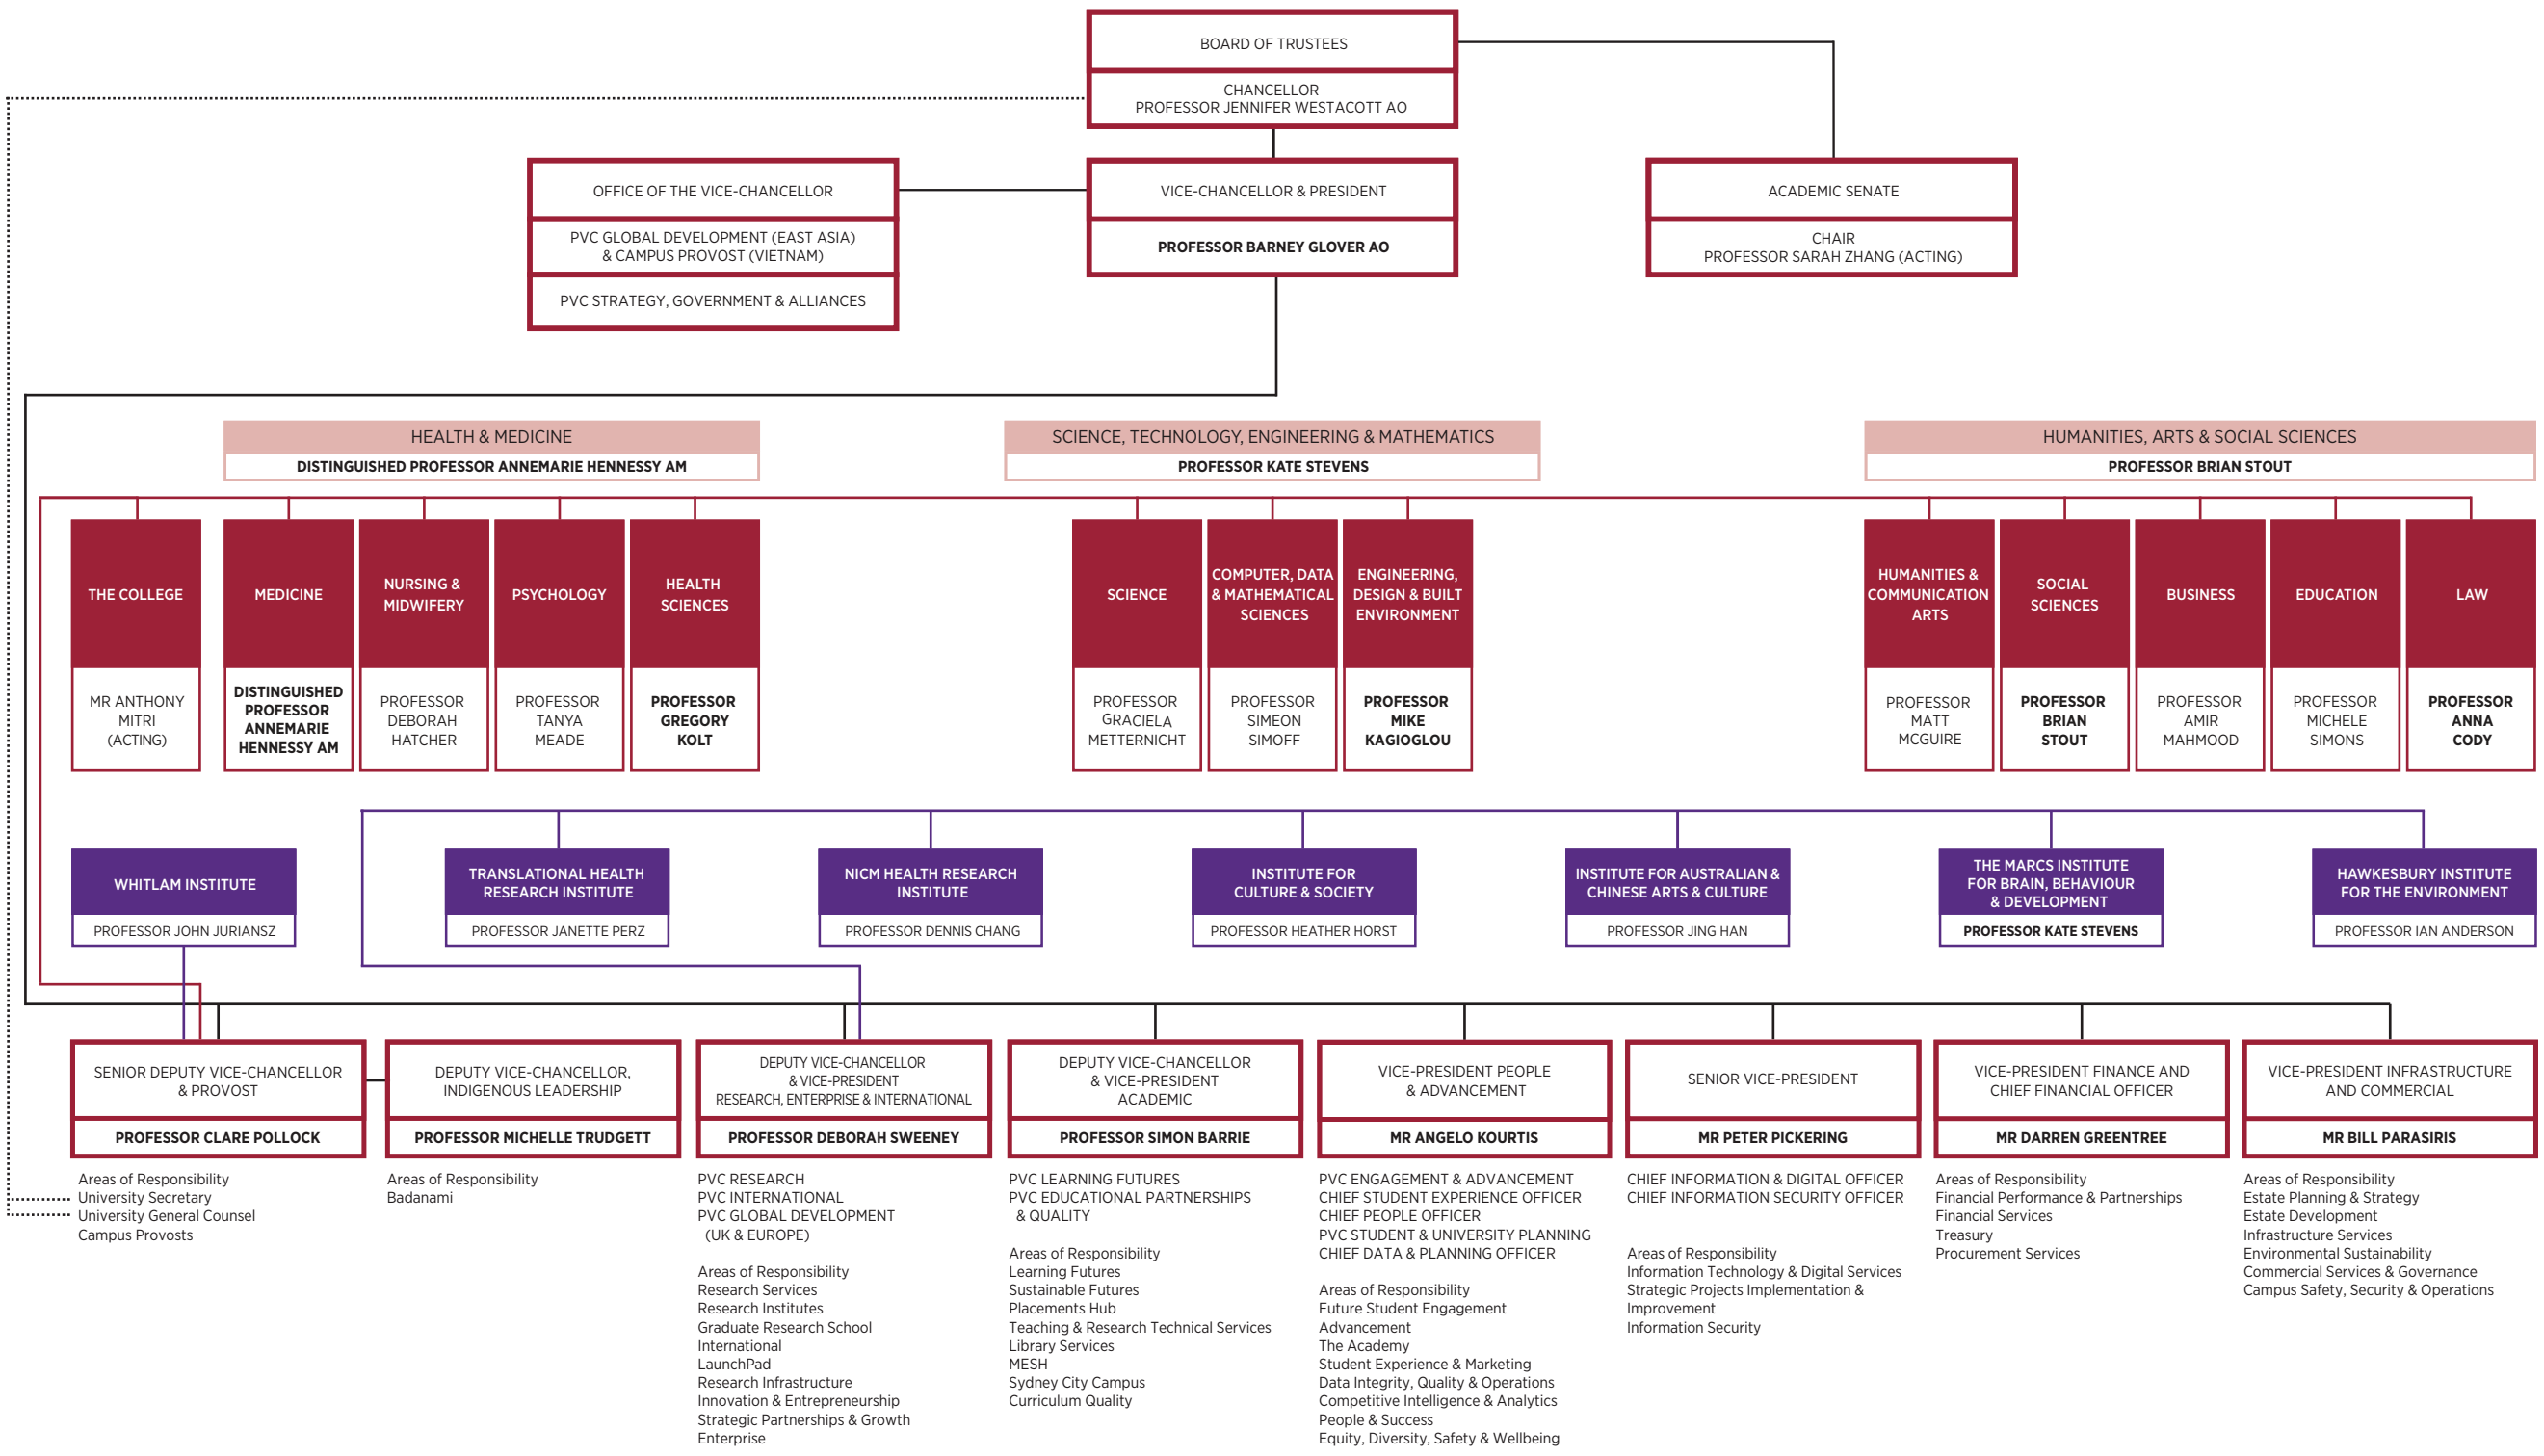 BOARD OF TRUSTEES
CHANCELLOR
PROFESSOR JENNIFER WESTACOTT AO
OFFICE OF THE VICE-CHANCELLOR
PVC GLOBAL DEVELOPMENT (EAST ASIA)
& CAMPUS PROVOST (VIETNAM)
PVC STRATEGY, GOVERNMENT & ALLIANCES
VICE-CHANCELLOR & PRESIDENT
PROFESSOR BARNEY GLOVER AO
ACADEMIC SENATE
CHAIR
PROFESSOR SARAH ZHANG (ACTING)
HEALTH & MEDICINE
DISTINGUISHED PROFESSOR ANNEMARIE HENNESSY AM
SCIENCE, TECHNOLOGY, ENGINEERING & MATHEMATICS
PROFESSOR KATE STEVENS
HUMANITIES, ARTS & SOCIAL SCIENCES
PROFESSOR BRIAN STOUT
THE COLLEGE
MR ANTHONY
MITRI
(ACTING)
MEDICINE
DISTINGUISHED
PROFESSOR
ANNEMARIE
HENNESSY AM
NURSING &
MIDWIFERY
PROFESSOR
DEBORAH
HATCHER
PSYCHOLOGY
PROFESSOR
TANYA
MEADE
HEALTH
SCIENCES
PROFESSOR
GREGORY
KOLT
SCIENCE
PROFESSOR
GRACIELA
METTERNICHT
COMPUTER, DATA
& MATHEMATICAL
SCIENCES
PROFESSOR
SIMEON
SIMOFF
ENGINEERING,
DESIGN & BUILT
ENVIRONMENT
PROFESSOR
MIKE
KAGIOGLOU
HUMANITIES &
COMMUNICATION
ARTS
PROFESSOR
MATT
MCGUIRE
SOCIAL
SCIENCES
PROFESSOR
BRIAN
STOUT
BUSINESS
PROFESSOR
AMIR
MAHMOOD
EDUCATION
PROFESSOR
MICHELE
SIMONS
LAW
PROFESSOR
ANNA
CODY
WHITLAM INSTITUTE
PROFESSOR JOHN JURIANSZ
TRANSLATIONAL HEALTH
RESEARCH INSTITUTE
PROFESSOR JANETTE PERZ
NICM HEALTH RESEARCH
INSTITUTE
PROFESSOR DENNIS CHANG
INSTITUTE FOR
CULTURE & SOCIETY
PROFESSOR HEATHER HORST
INSTITUTE FOR AUSTRALIAN &
CHINESE ARTS & CULTURE
PROFESSOR JING HAN
THE MARCS INSTITUTE
FOR BRAIN, BEHAVIOUR
& DEVELOPMENT
PROFESSOR KATE STEVENS
HAWKESBURY INSTITUTE
FOR THE ENVIRONMENT
PROFESSOR IAN ANDERSON
SENIOR DEPUTY VICE-CHANCELLOR
& PROVOST
PROFESSOR CLARE POLLOCK
Areas of Responsibility
University Secretary
University General Counsel
Campus Provosts
DEPUTY VICE-CHANCELLOR,
INDIGENOUS LEADERSHIP
PROFESSOR MICHELLE TRUDGETT
Areas of Responsibility
Badanami
DEPUTY VICE-CHANCELLOR
& VICE-PRESIDENT
RESEARCH, ENTERPRISE & INTERNATIONAL
PROFESSOR DEBORAH SWEENEY
PVC RESEARCH
PVC INTERNATIONAL
PVC GLOBAL DEVELOPMENT
(UK & EUROPE)
Areas of Responsibility
Research Services
Research Institutes
Graduate Research School
International
LaunchPad
Research Infrastructure
Innovation & Entrepreneurship
Strategic Partnerships & Growth
Enterprise
DEPUTY VICE-CHANCELLOR
& VICE-PRESIDENT
ACADEMIC
PROFESSOR SIMON BARRIE
PVC LEARNING FUTURES
PVC EDUCATIONAL PARTNERSHIPS
& QUALITY
Areas of Responsibility
Learning Futures
Sustainable Futures
Placements Hub
Teaching & Research Technical Services
Library Services
MESH
Sydney City Campus
Curriculum Quality
VICE-PRESIDENT PEOPLE
& ADVANCEMENT
MR ANGELO KOURTIS
PVC ENGAGEMENT & ADVANCEMENT
CHIEF STUDENT EXPERIENCE OFFICER
CHIEF PEOPLE OFFICER
PVC STUDENT & UNIVERSITY PLANNING
CHIEF DATA & PLANNING OFFICER
Areas of Responsibility
Future Student Engagement
Advancement
The Academy
Student Experience & Marketing
Data Integrity, Quality & Operations
Competitive Intelligence & Analytics
People & Success
Equity, Diversity, Safety & Wellbeing
SENIOR VICE-PRESIDENT
MR PETER PICKERING
CHIEF INFORMATION & DIGITAL OFFICER
CHIEF INFORMATION SECURITY OFFICER
Areas of Responsibility
Information Technology & Digital Services
Strategic Projects Implementation &
Improvement
Information Security
VICE-PRESIDENT FINANCE AND
CHIEF FINANCIAL OFFICER
MR DARREN GREENTREE
Areas of Responsibility
Financial Performance & Partnerships
Financial Services
Treasury
Procurement Services
VICE-PRESIDENT INFRASTRUCTURE
AND COMMERCIAL
MR BILL PARASIRIS
Areas of Responsibility
Estate Planning & Strategy
Estate Development
Infrastructure Services
Environmental Sustainability
Commercial Services & Governance
Campus Safety, Security & Operations